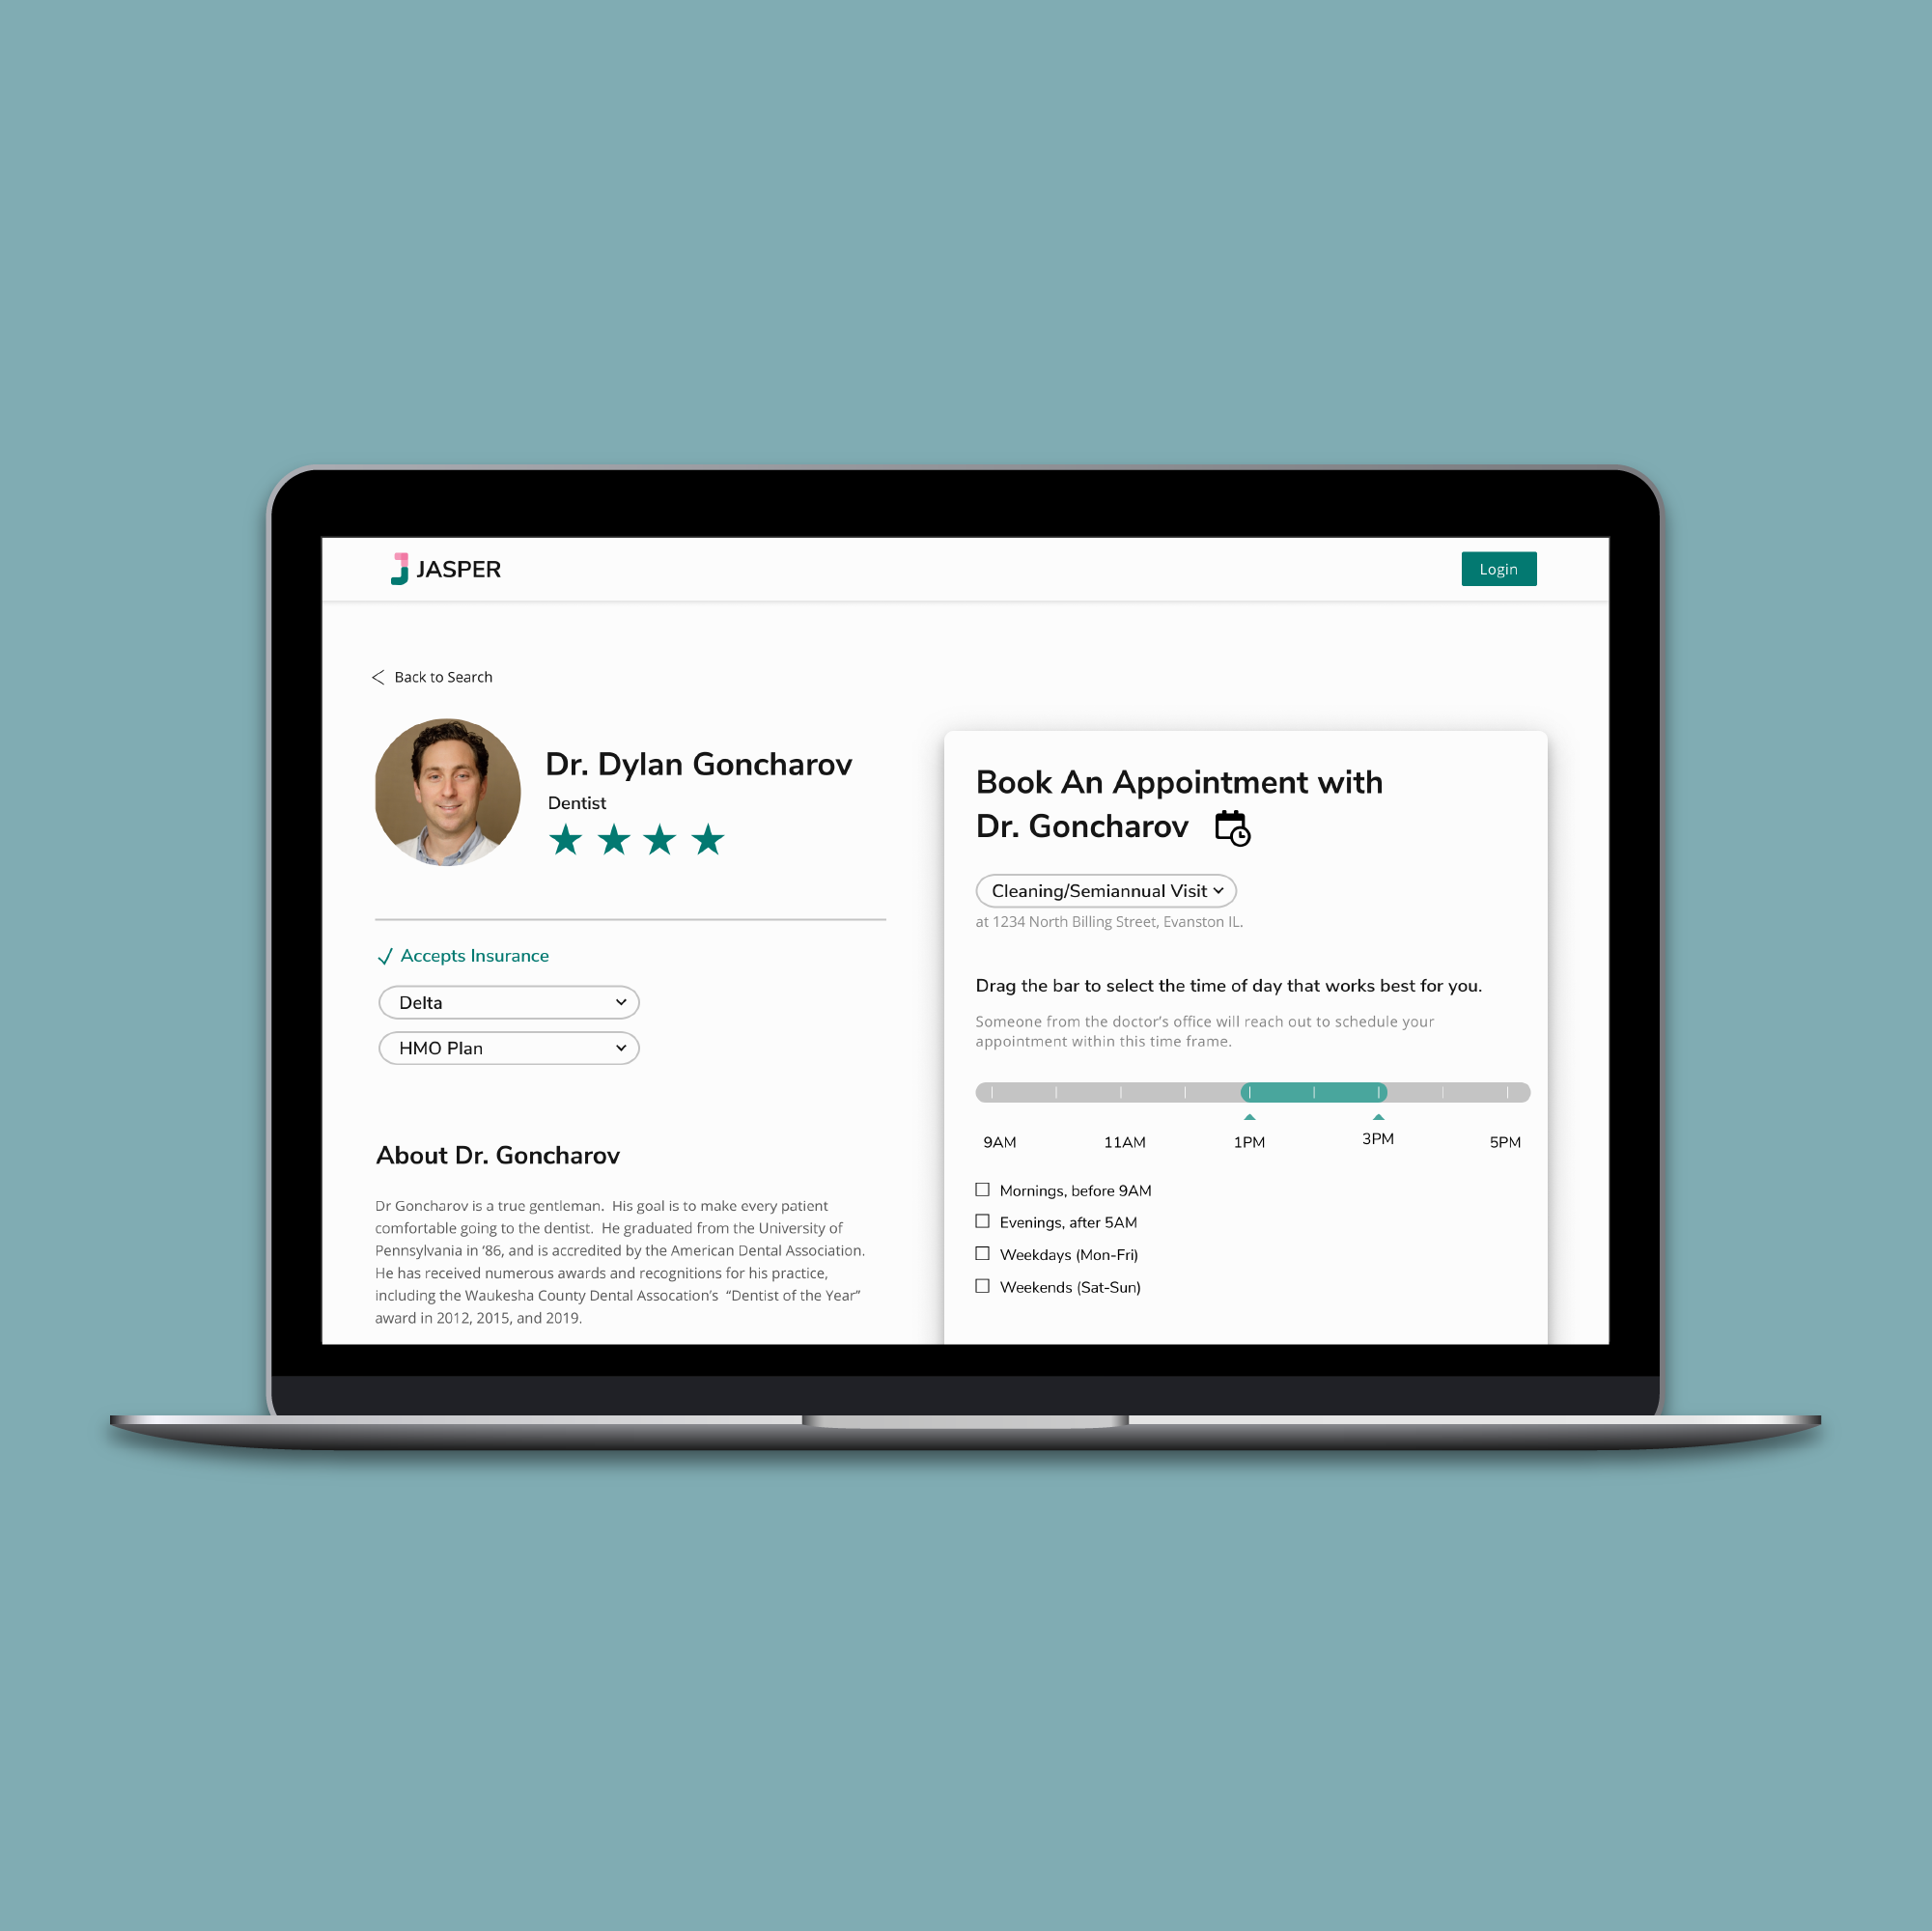 JASPER
Login
Back to Search
Dr. Dylan Goncharov
Dentist
Accepts Insurance
Delta
HMO Plan
About Dr. Goncharov
Dr Goncharov is a true gentleman.  His goal is to make every patient
comfortable going to the dentist.  He graduated from the University of
Pennsylvania in ‘86, and is accredited by the American Dental Association.
He has received numerous awards and recognitions for his practice,
including the Waukesha County Dental Assocation’s  “Dentist of the Year”
award in 2012, 2015, and 2019.
Book An Appointment with
Dr. Goncharov
Cleaning/Semiannual Visit
at 1234 North Billing Street, Evanston IL.
Drag the bar to select the time of day that works best for you.
Someone from the doctor’s office will reach out to schedule your
appointment within this time frame.
9AM 11AM 1PM 3PM 5PM
Mornings, before 9AM
Evenings, after 5AM
Weekdays (Mon-Fri)
Weekends (Sat-Sun)